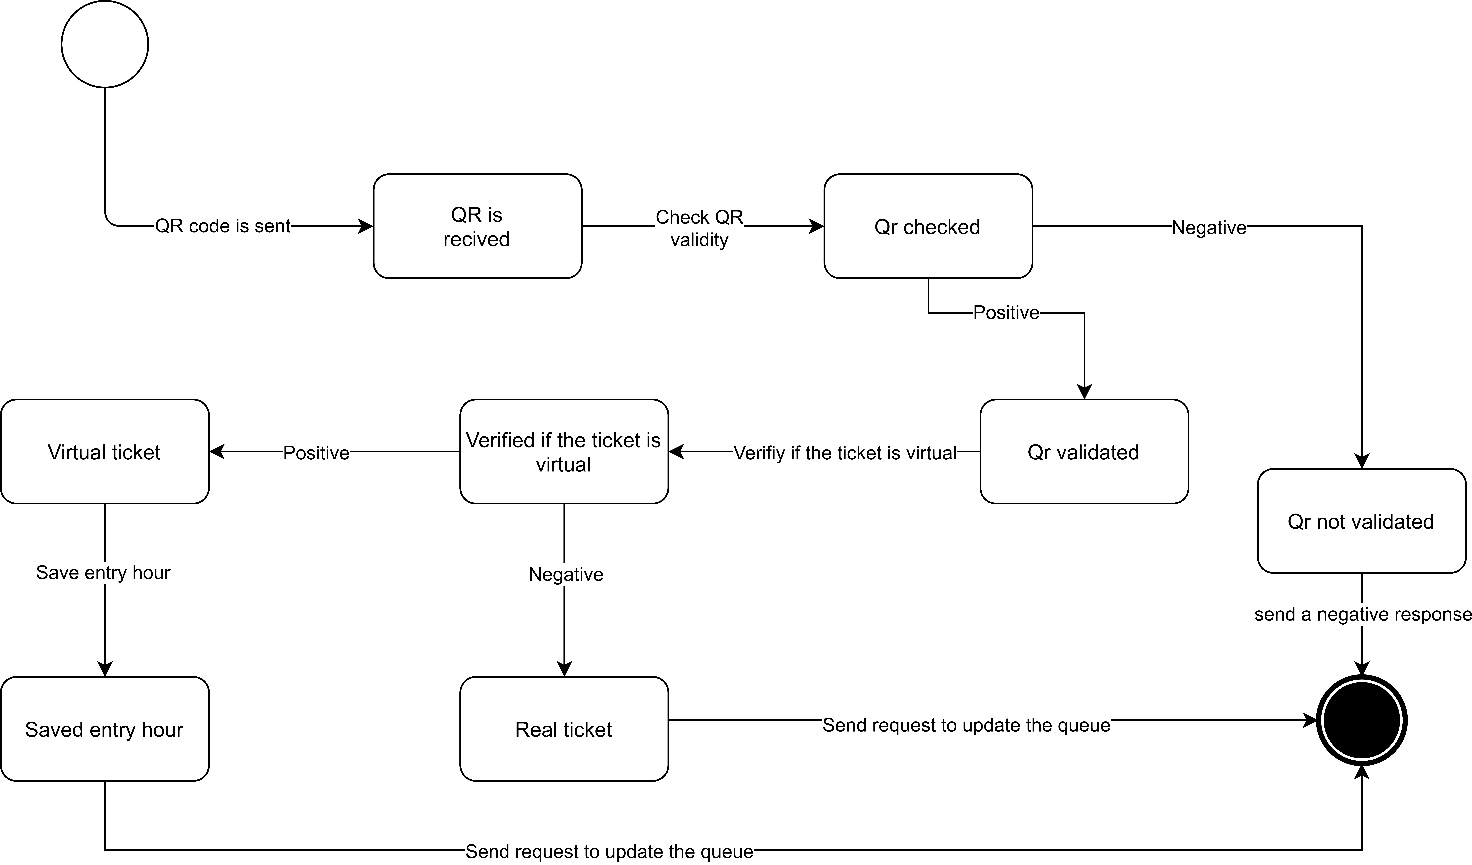 QR code is sent
QR is
recived
Check QR
validity
Qr checked
Negative
Positive
Virtual ticket
Positive
Verified if the ticket is
virtual
Verifiy if the ticket is virtual
Qr validated
Qr not validated
Save entry hour
Negative
send a negative response
Saved entry hour
Real ticket
Send request to update the queue
Send request to update the queue